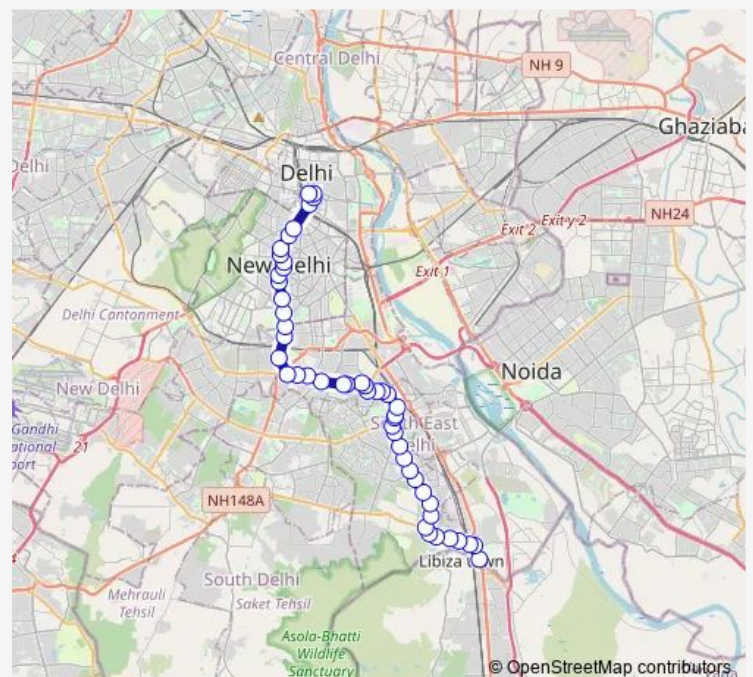 Central Delhi
NH 9
Ghaziaba
Delhi
Delhi
NH24
Exit y 2
Exit 2
New Delhi
Exit 1
Delhi Cantonment
Noida
New Delhi
South East
Delhi
Gandhi
national
port
21
NH148A
4
Libiza town
South Delhi
Mehrauli
Tehsil
Saket Tehsil
Asola-Bhatti
Wildlife
Sanctuary
© OpenStreetMap contributors